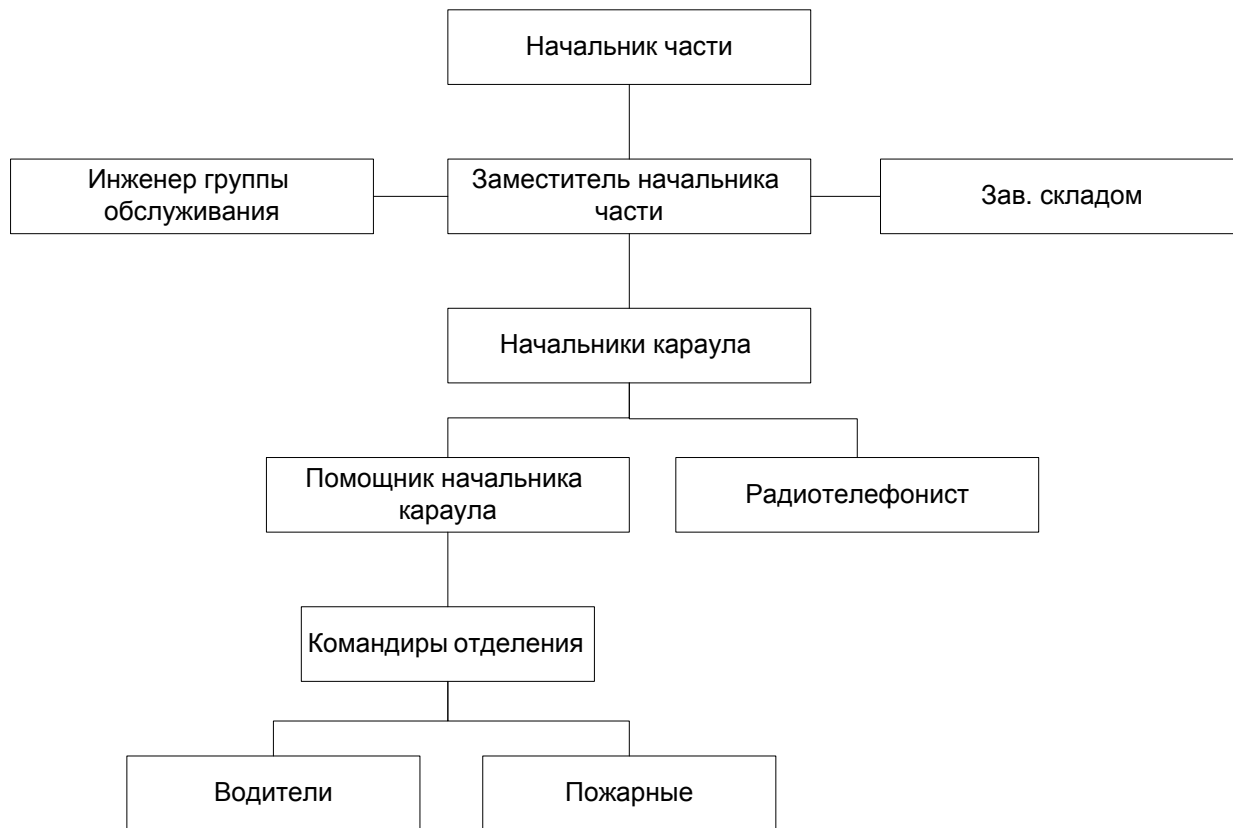 Начальник части
Инженер группы
обслуживания
Заместитель начальника
части
Зав. складом
Начальники караула
Помощник начальника
караула
Радиотелефонист
Командиры отделения
Водители
Пожарные